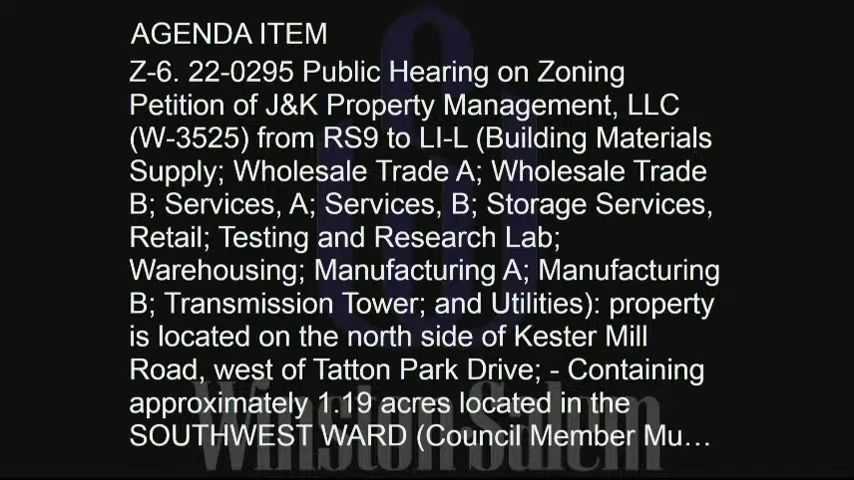 AGENDA ITEM
Z-6. 22-0295 Public Hearing on Zoning
Petition of J&K Property Management, LLC
(W-3525) from RS9 to LI-L (Building Materials
Supply; Wholesale Trade A; Wholesale Trade
B; Services, A; Services, B; Storage Services,
Retail; Testing and Research Lab;
Warehousing; Manufacturing A; Manufacturing
B; Transmission Tower; and Utilities): property
is located on the north side of Kester Mill
Road, west of Tatton Park Drive; - Containing
approximately 1.19 acres located in the
SOUTHWEST WARD (Council Member Mu…
Winston Salem